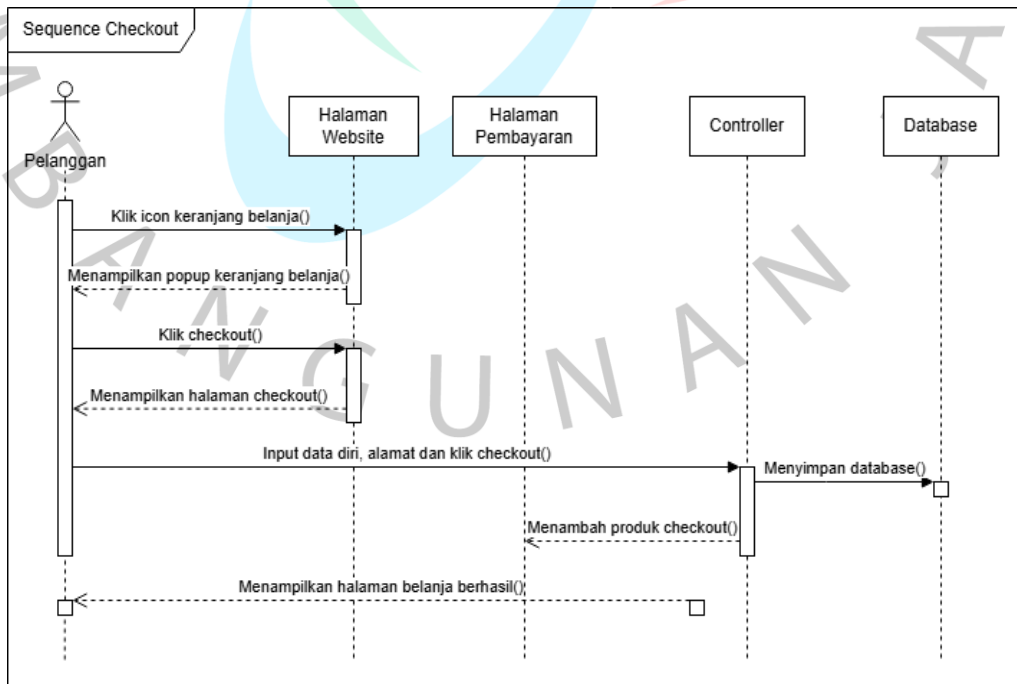 Sequence Checkout
Pelanggan
Halaman
Website
Halaman
Pembayaran
Controller
Database
Klik icon keranjang belanja()
Menampilkan popup keranjang belanja()
Klik checkout()
Menampilkan halaman checkout()
Input data diri, alamat dan klik checkout()
Menyimpan database()
Menambah produk checkout()
Menampilkan halaman belanja berhasil()
M B A N G U N A N J A